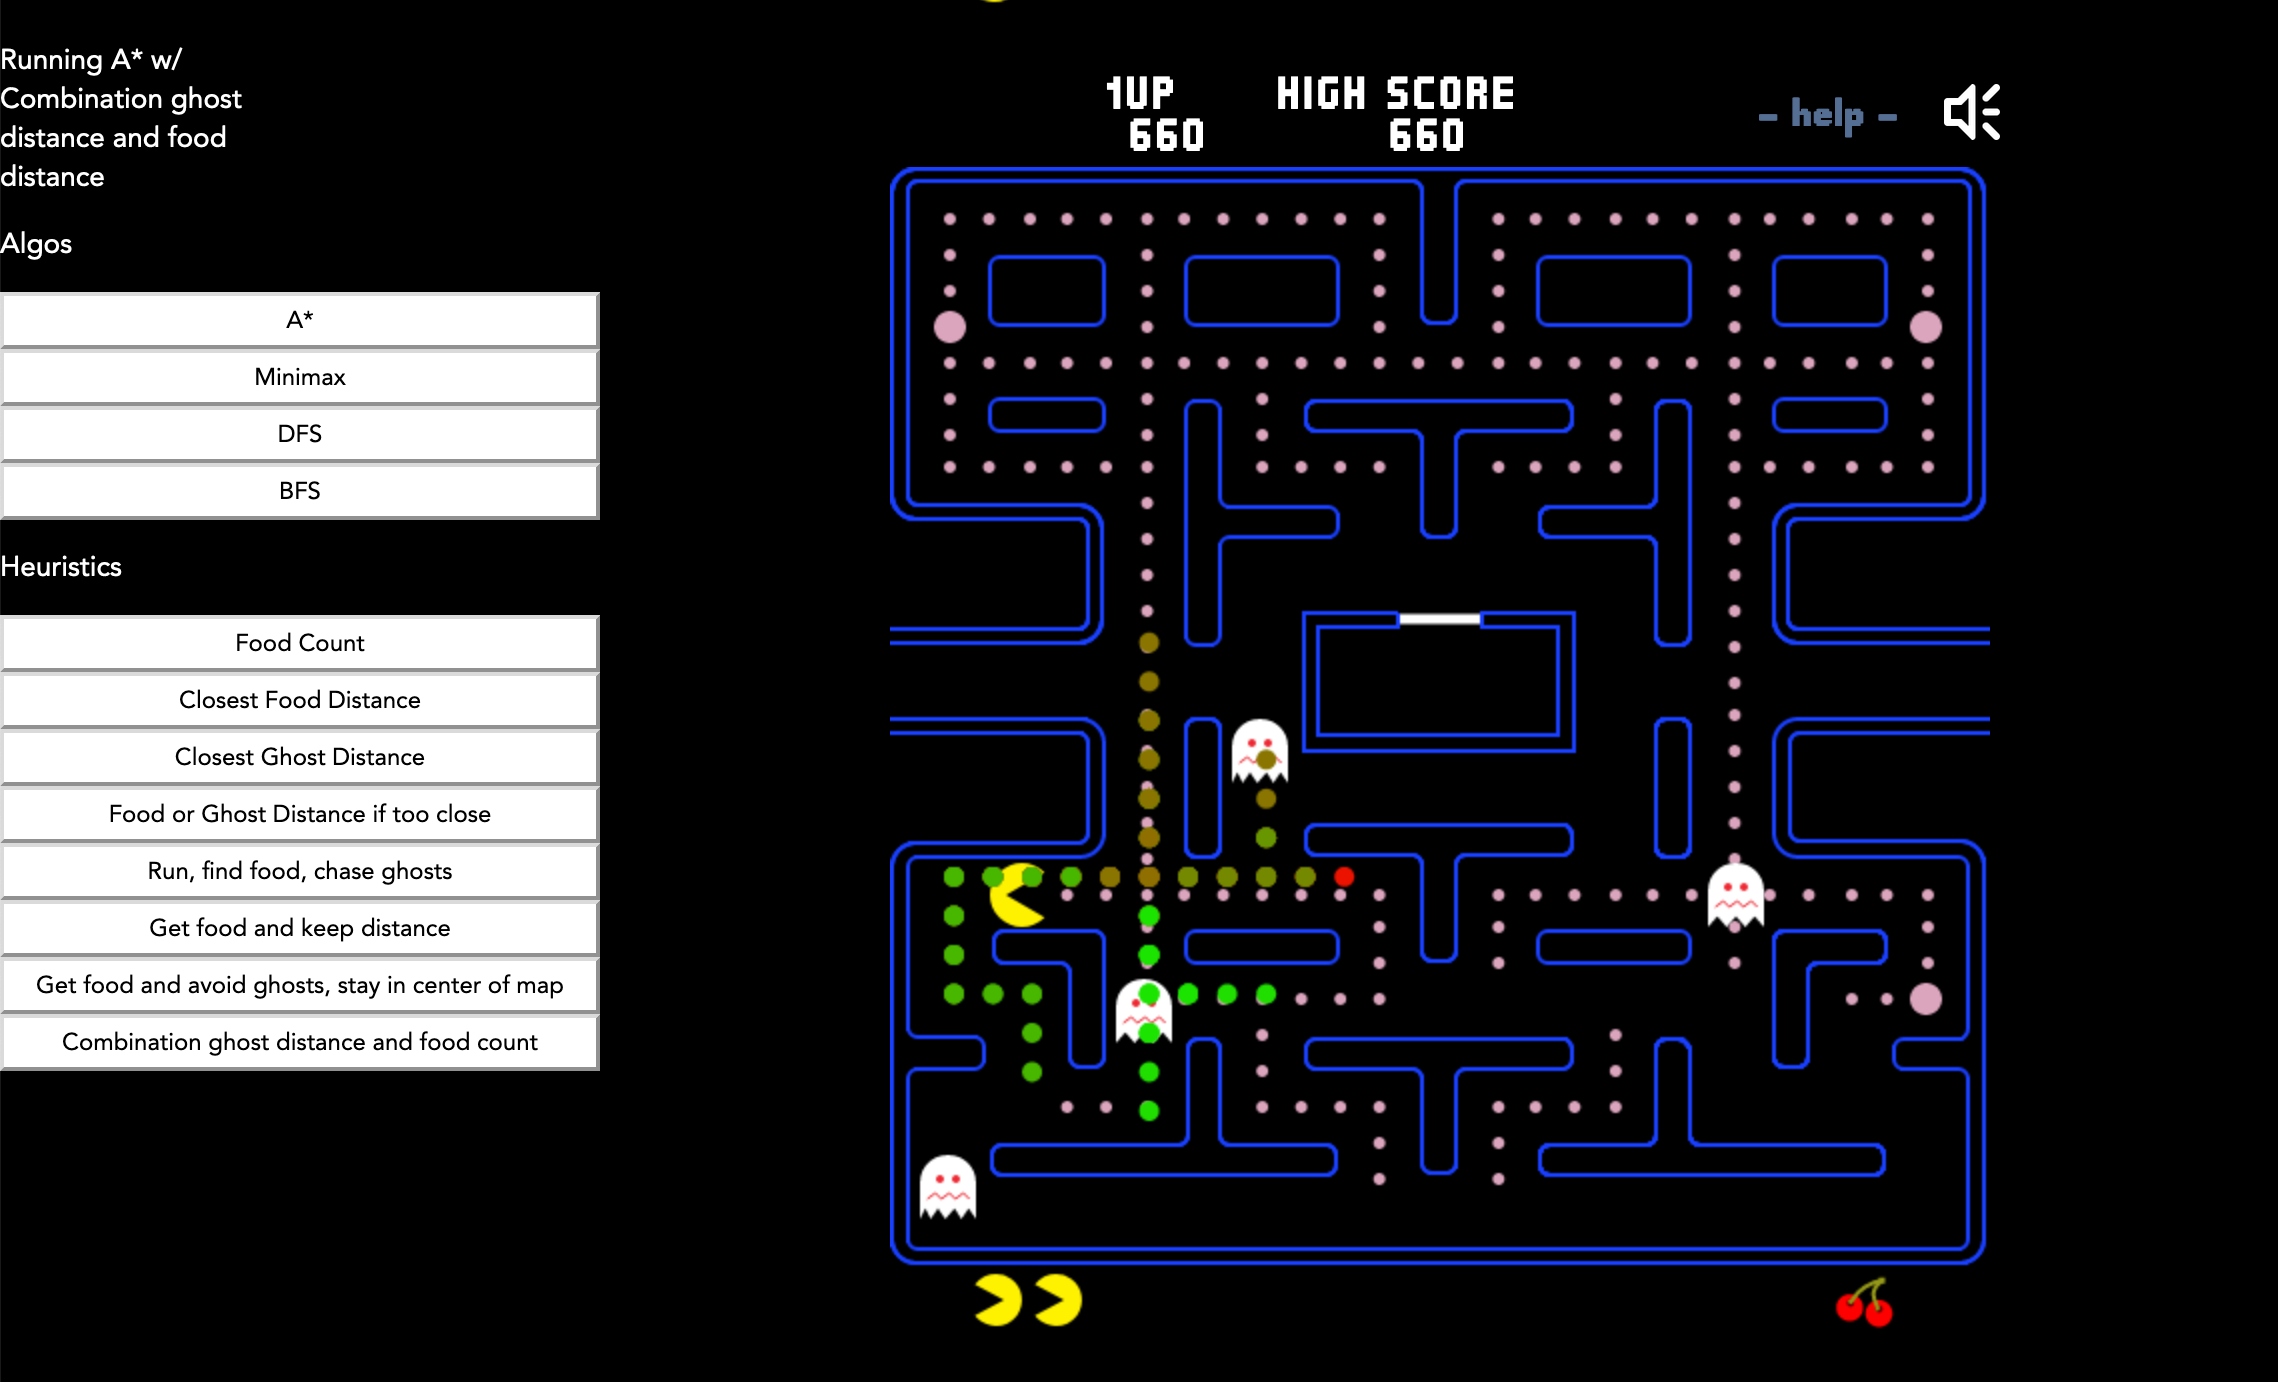 Running A* w/
Combination ghost
distance and food
distance
Algos
A*
Minimax
DFS
BFS
Heuristics
Food Count
Closest Food Distance
Closest Ghost Distance
Food or Ghost Distance if too close
Run, find food, chase ghosts
Get food and keep distance
Get food and avoid ghosts, stay in center of map
Combination ghost distance and food count
1UP HIGH SCORE
660 660
- help -